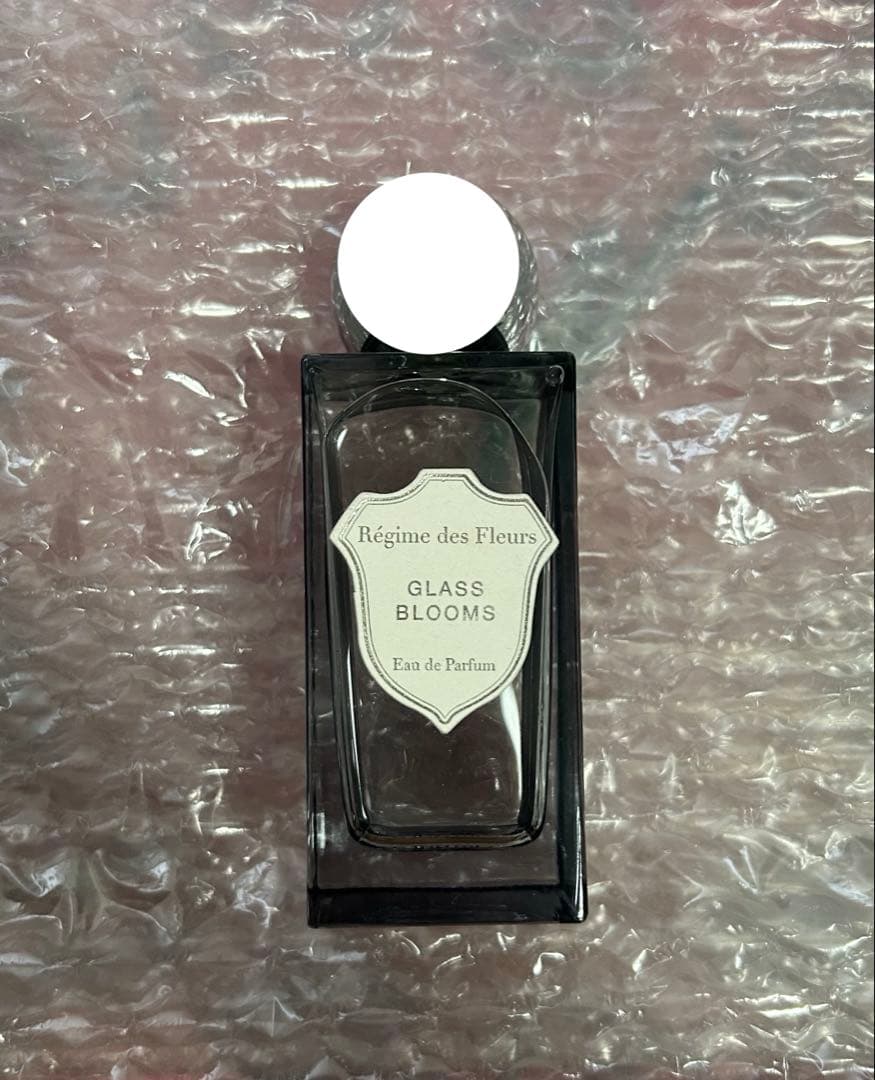 Régime des Fleurs
GLASS
BLOOMS
Eau de Parfum